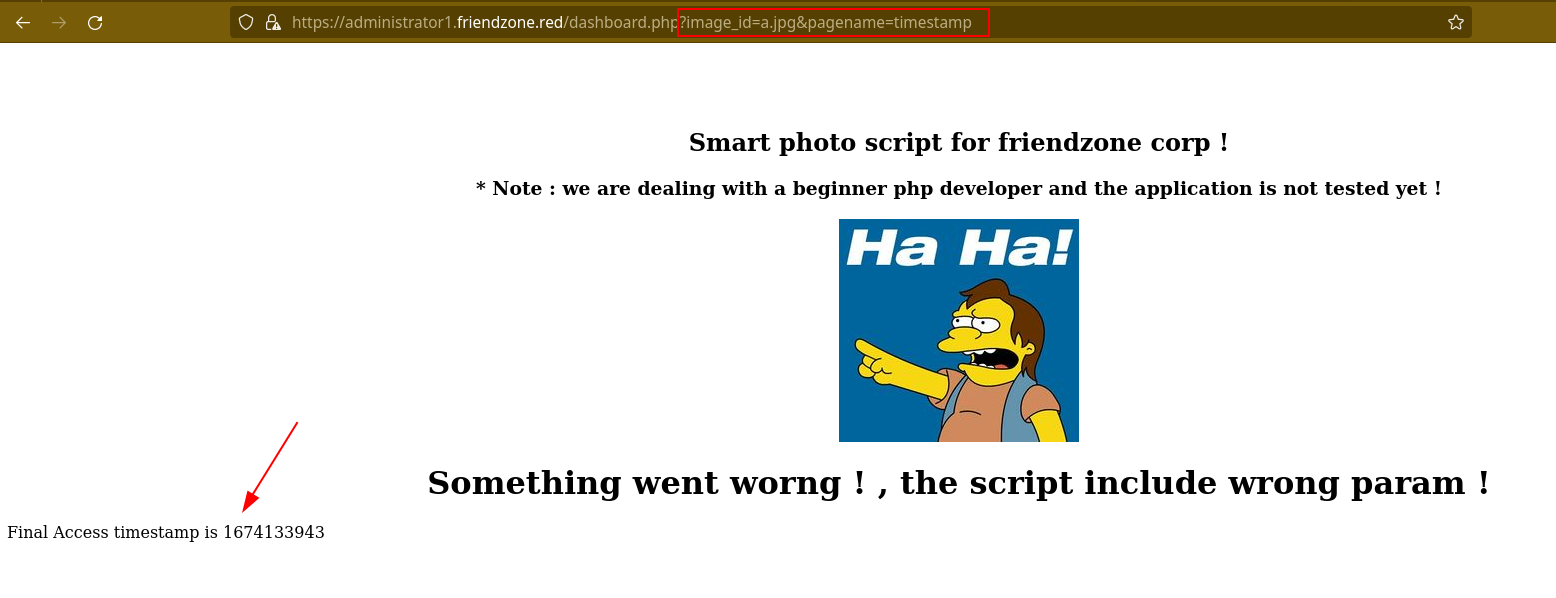 https://administrator1.friendzone.red/dashboard.php?image_id=a.jpg&pagename=timestamp
Smart photo script for friendzone corp !
* Note : we are dealing with a beginner php developer and the application is not tested yet !
Ha Ha!
Something went worng ! , the script include wrong param !
Final Access timestamp is 1674133943